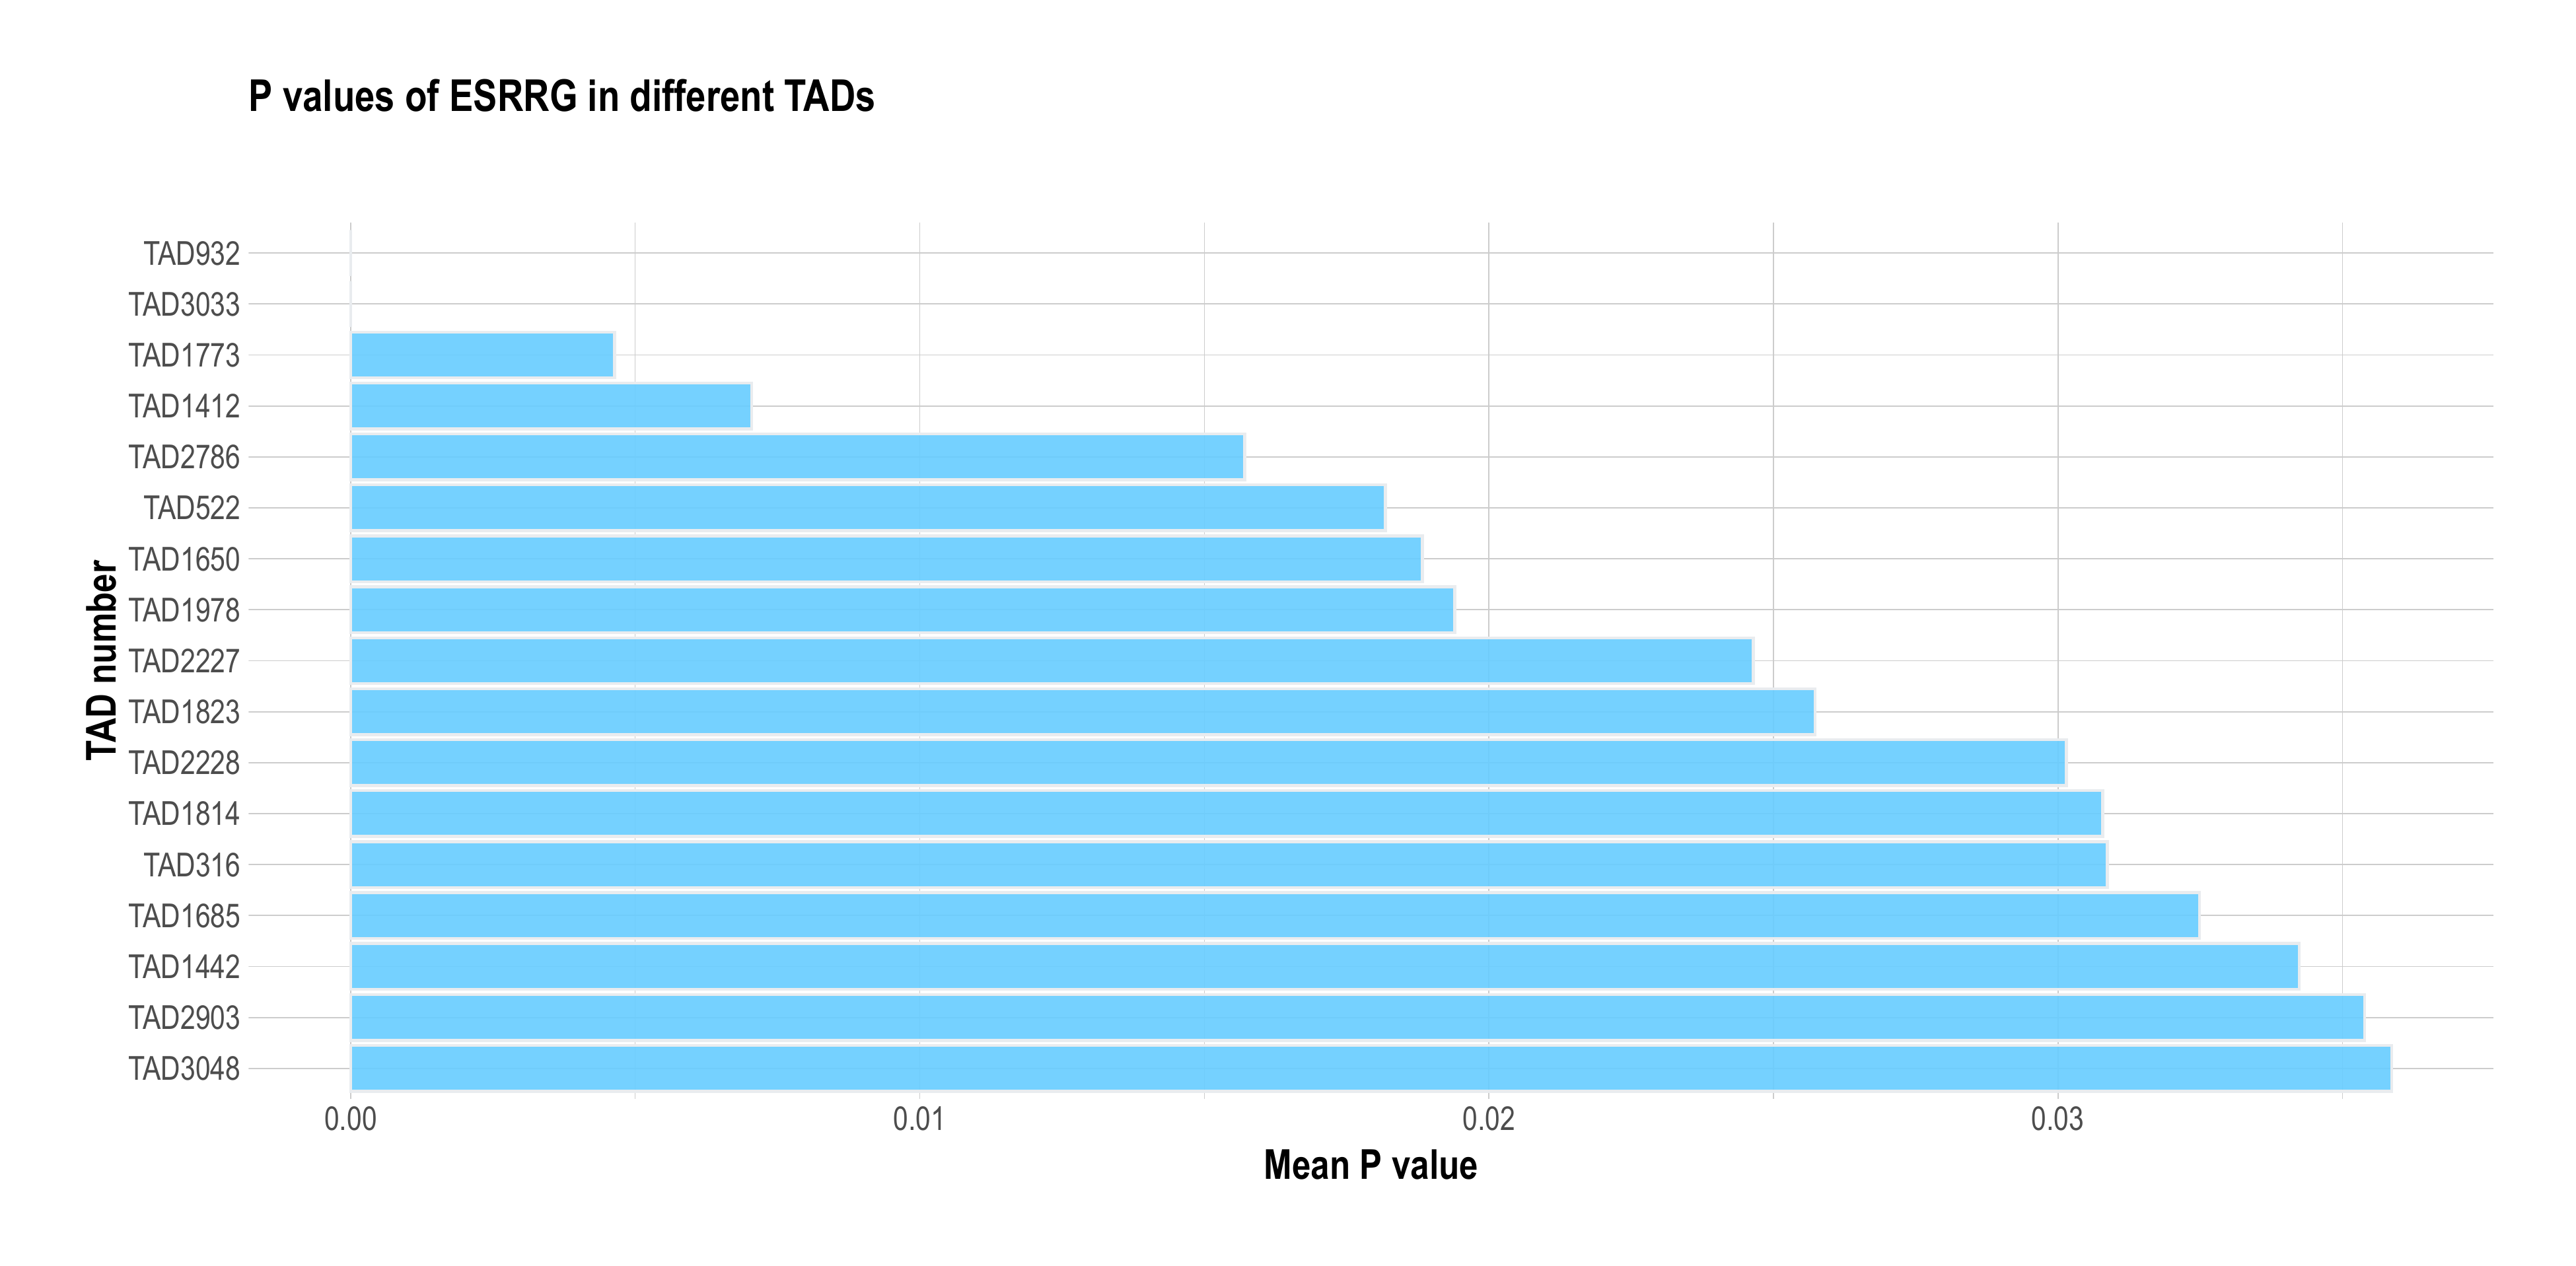 P values of ESRRG in different TADs
TAD932
TAD3033
TAD1773
TAD1412
TAD2786
TAD522
TAD1650
TAD1978
TAD2227
TAD1823
TAD2228
TAD1814
TAD316
TAD1685
TAD1442
TAD2903
TAD3048
TAD number
0.00 0.01 0.02 0.03
Mean P value